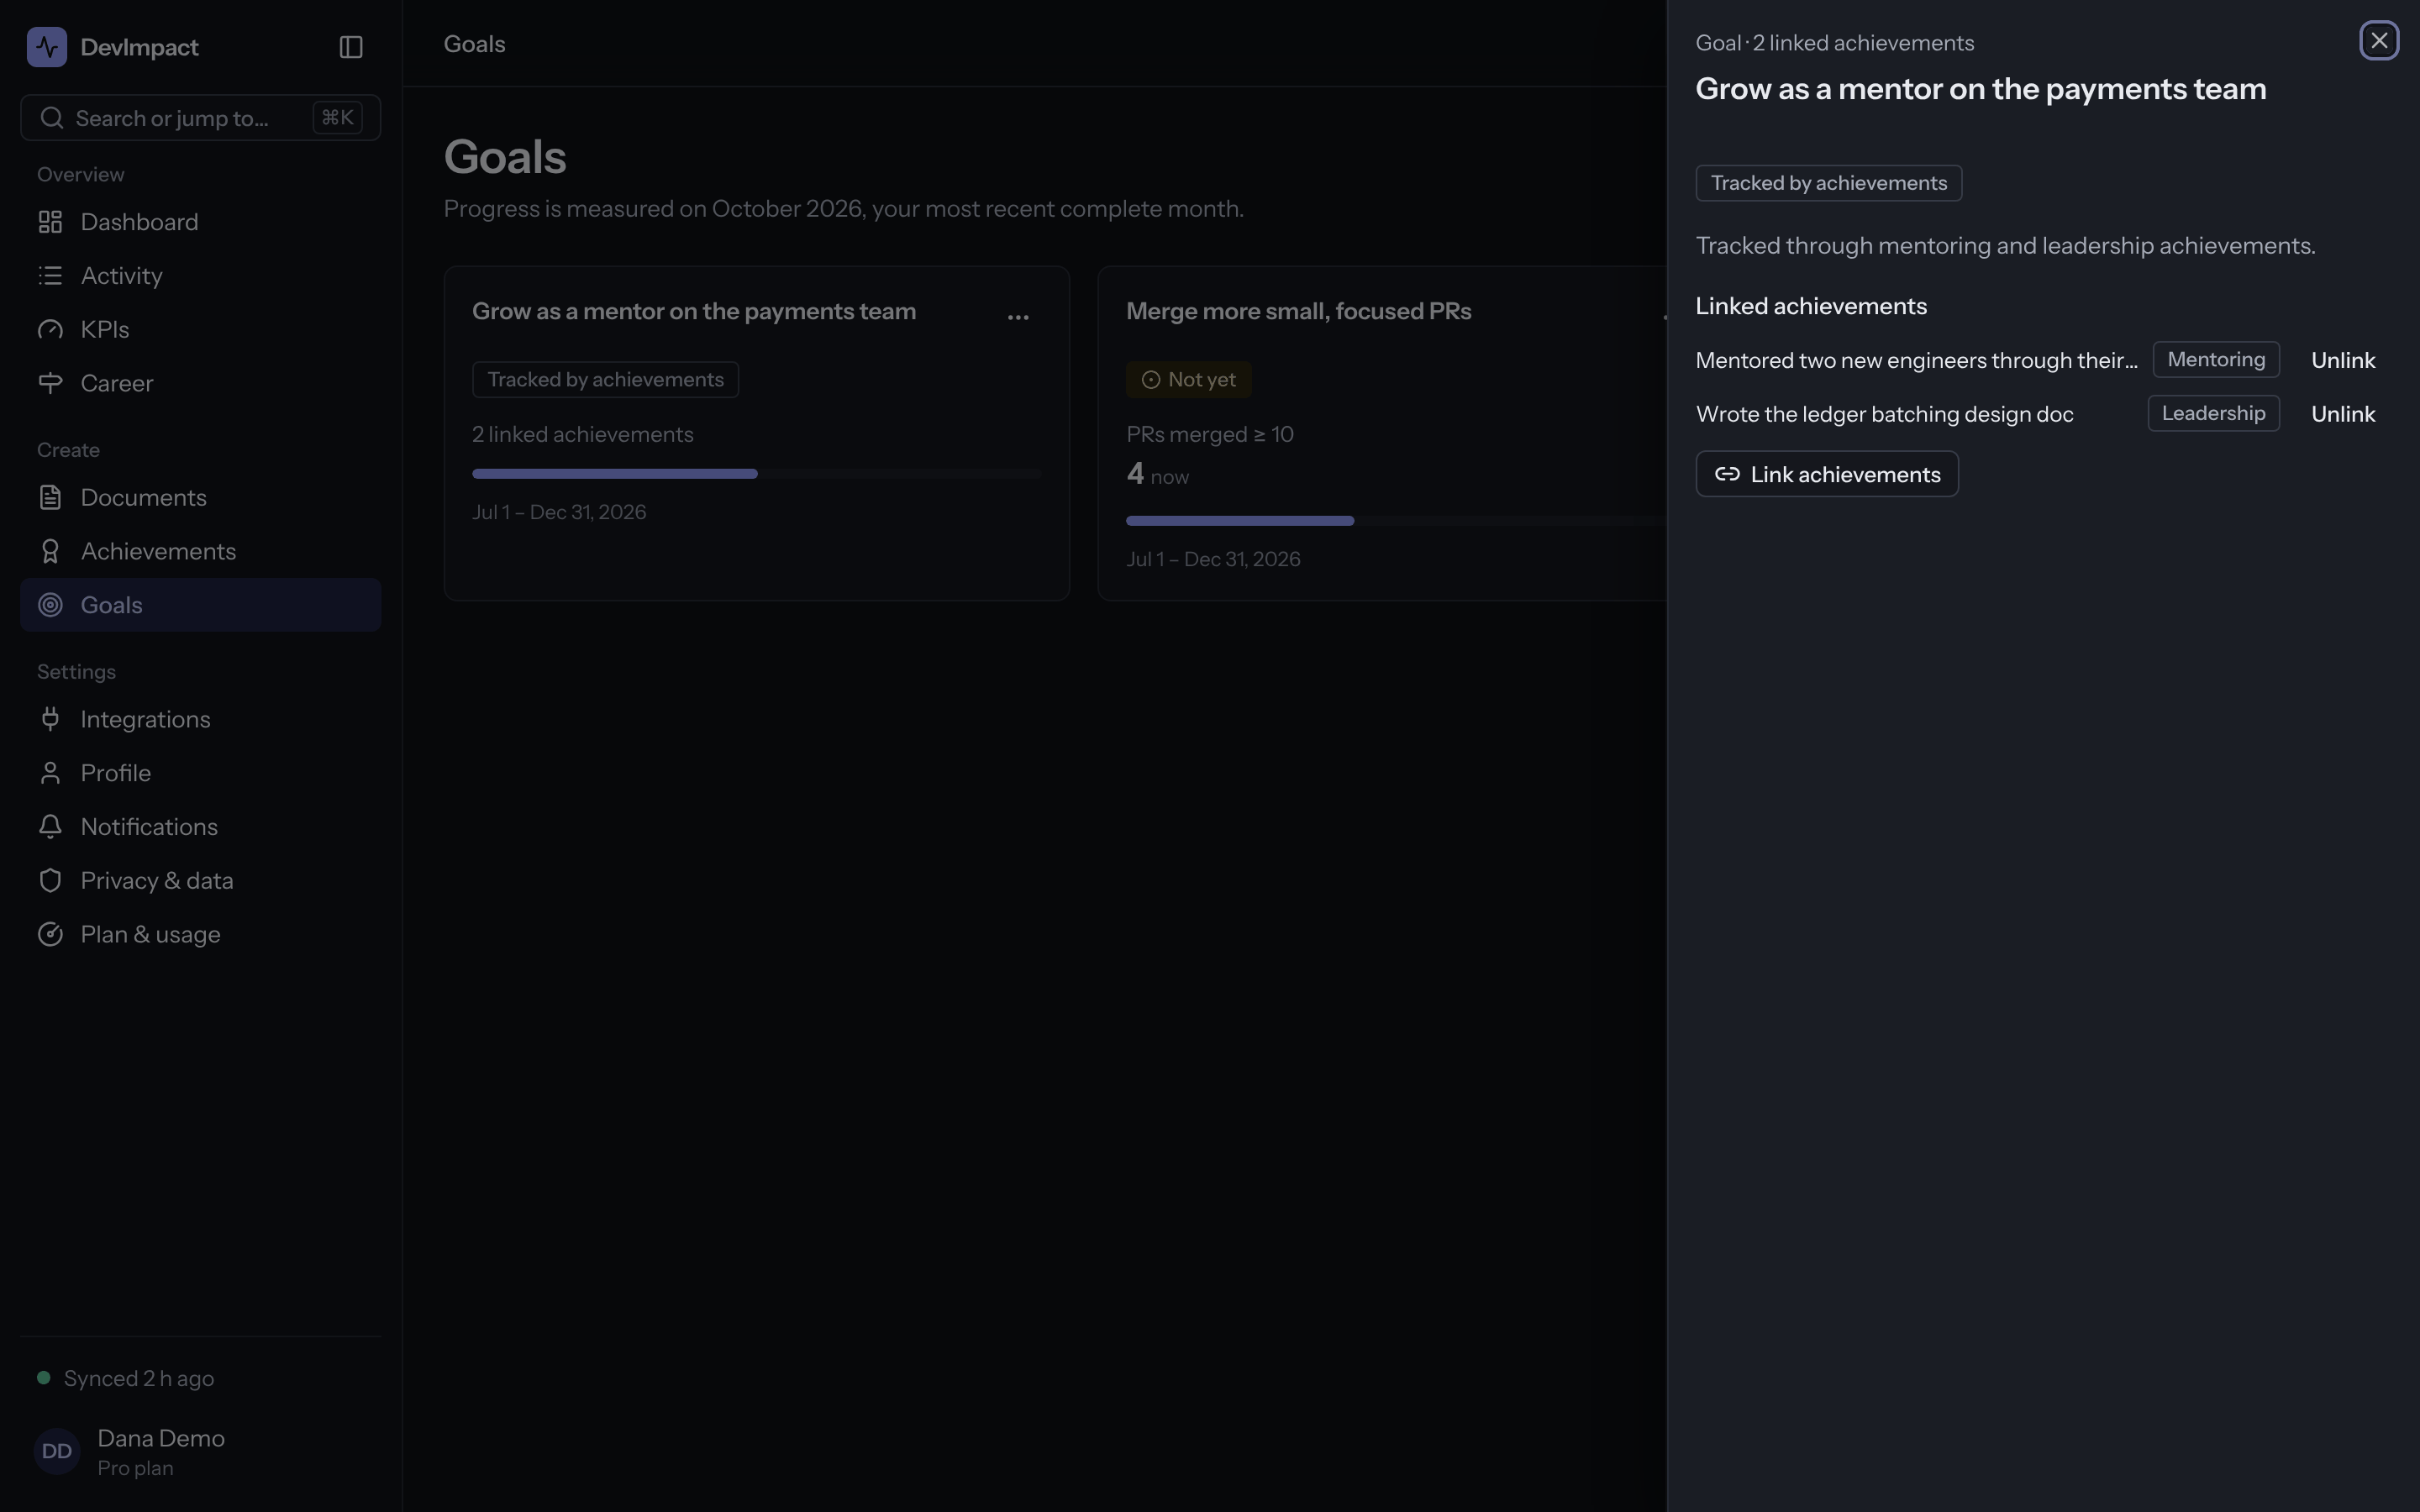 DevImpact
Search or jump to...
⌘K
Overview
Dashboard
Activity
KPIs
Career
Create
Documents
Achievements
Goals
Settings
Integrations
Profile
Notifications
Privacy & data
Plan & usage
Synced 2 h ago
DD
Dana Demo
Pro plan
Goals
Goals
Progress is measured on October 2026, your most recent complete month.
Grow as a mentor on the payments team
Tracked by achievements
2 linked achievements
Jul 1 – Dec 31, 2026
Merge more small, focused PRs
Not yet
PRs merged ≥ 10
4 now
Jul 1 – Dec 31, 2026
Goal · 2 linked achievements
Grow as a mentor on the payments team
Tracked by achievements
Tracked through mentoring and leadership achievements.
Linked achievements
Mentored two new engineers through their... Mentoring Unlink
Wrote the ledger batching design doc Leadership Unlink
Link achievements